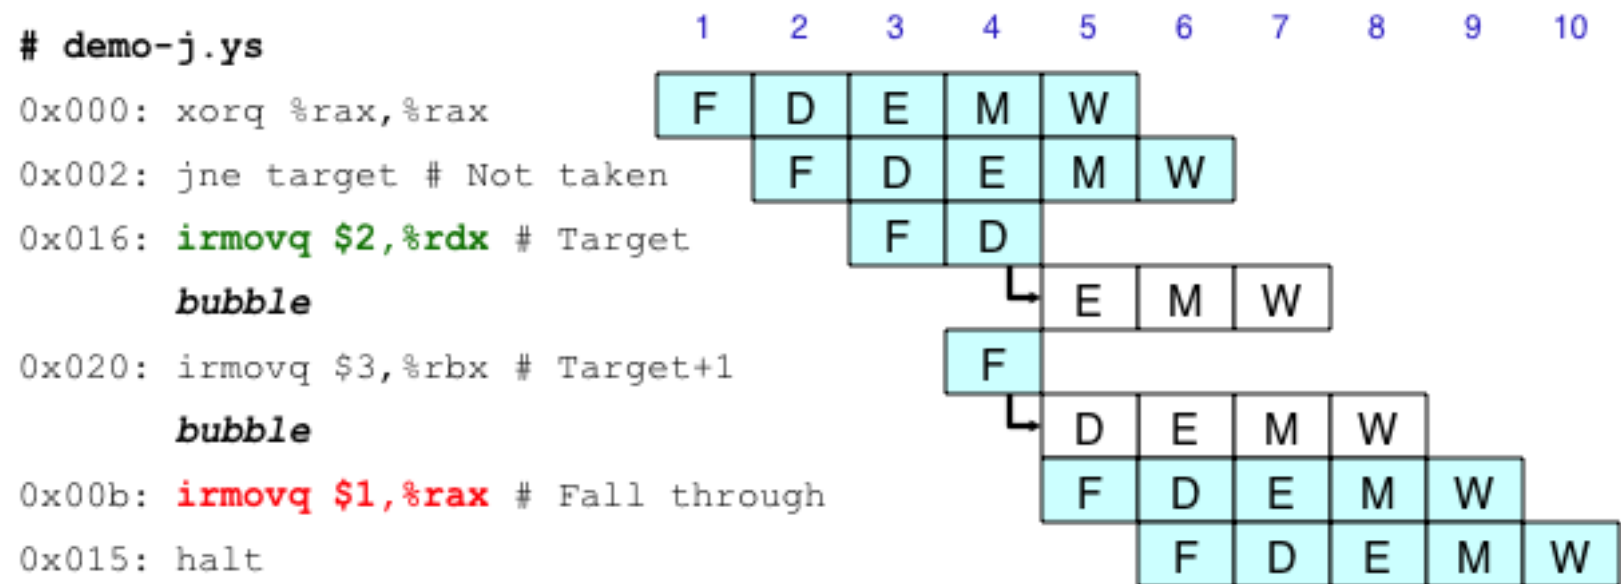 1 2 3 4 5 6 7 8 9 10
# demo-j.ys
0x000: xorq %rax,%rax F D E M W
0x002: jne target # Not taken F D E M W
0x016: irmovq $2,%rdx # Target F D
bubble E M W
0x020: irmovq $3,%rbx # Target+1 F
bubble D E M W
0x00b: irmovq $1,%rax # Fall through F D E M W
0x015: halt F D E M W